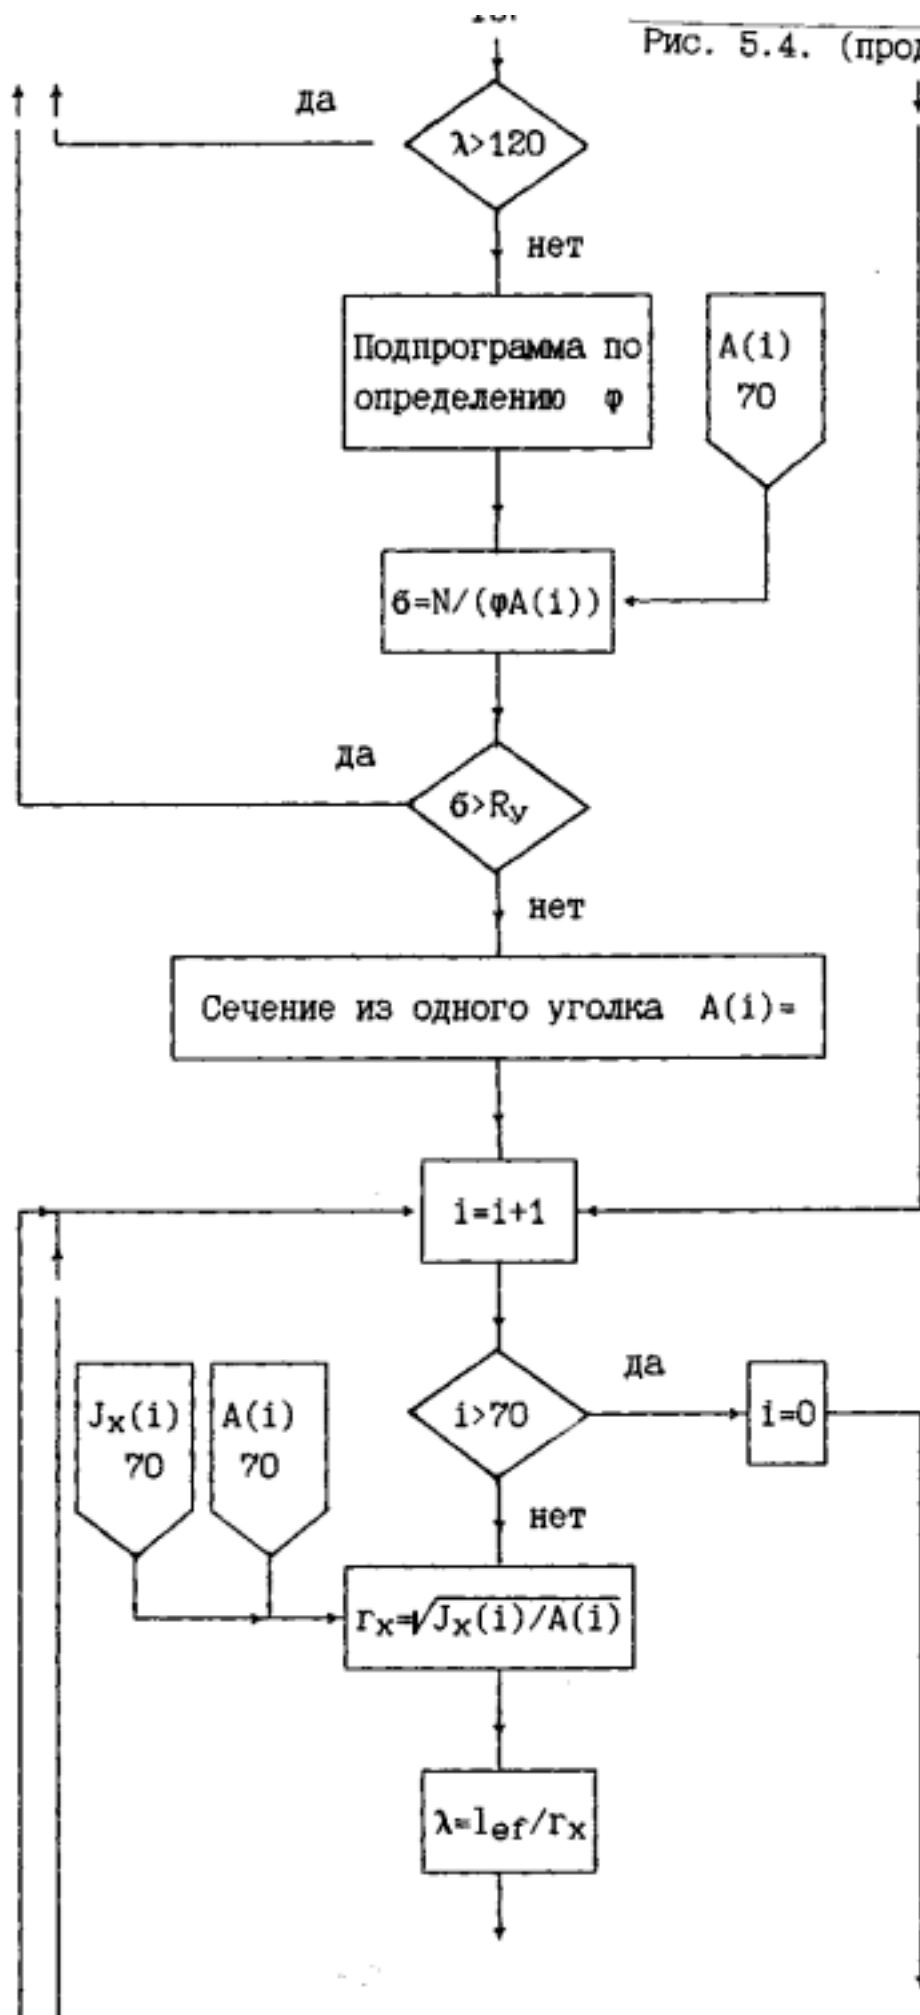 Рис. 5.4. (прод
да
λ>120
нет
Подпрограмма по
определению φ
A(i)
70
σ=N/(φA(i))
да
σ>Rу
нет
Сечение из одного уголка A(i)=
i=i+1
да
Jx(i)
70
A(i)
70
i>70
i=0
нет
rx=√Jx(i)/A(i)
λ=lef/rx